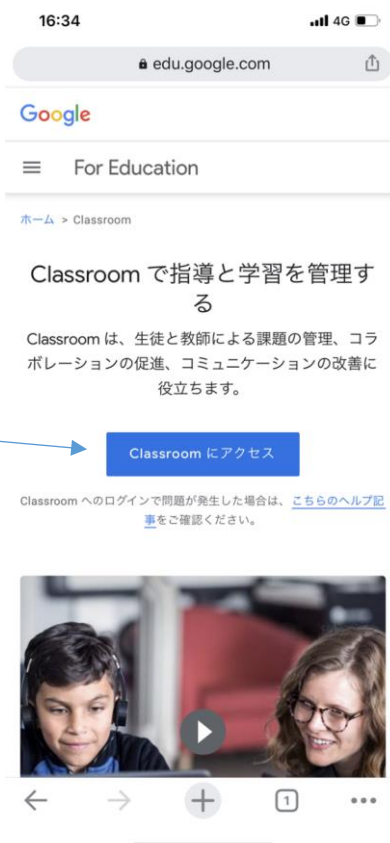 16:34
4G
edu.google.com
Google
For Education
ホーム > Classroom
Classroom で指導と学習を管理す
る
Classroom は、生徒と教師による課題の管理、コラ
ボレーションの促進、コミュニケーションの改善に
役立ちます。
Classroom にアクセス
Classroom へのログインで問題が発生した場合は、こちらのヘルプ記
事をご確認ください。
1